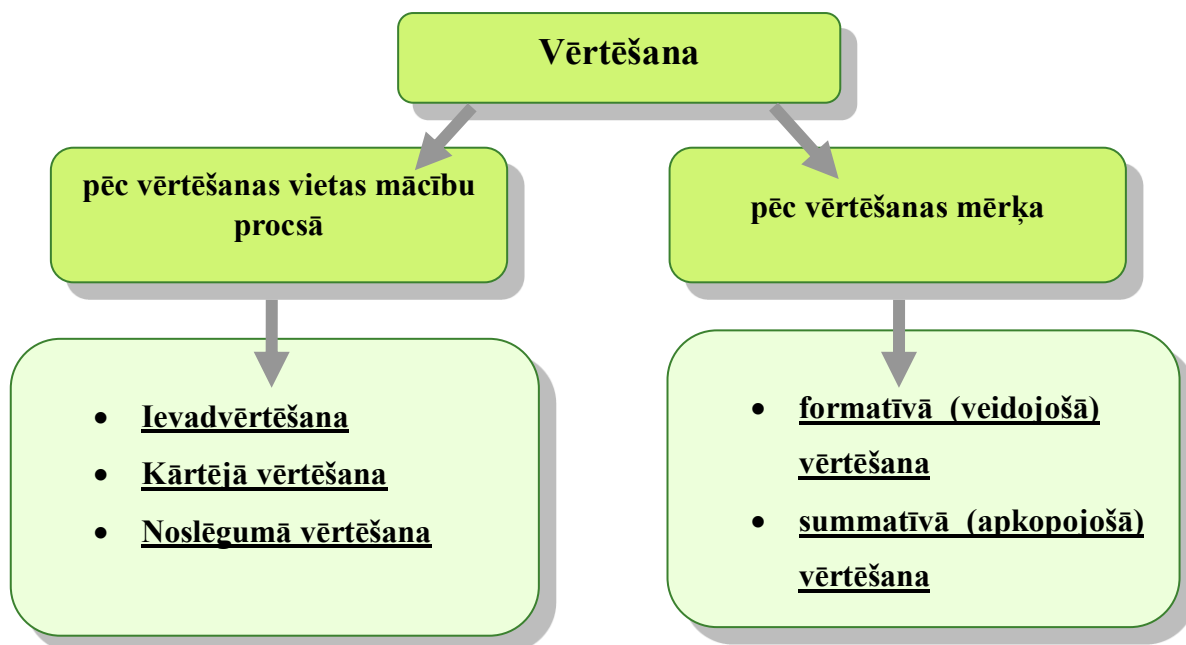 Vērtēšana
pēc vērtēšanas vietas mācību
procsā
pēc vērtēšanas mērķa
• Ievadvērtēšana
• Kārtējā vērtēšana
• Noslēgumā vērtēšana
• formatīvā (veidojošā)
vērtēšana
• summatīvā (apkopojošā)
vērtēšana